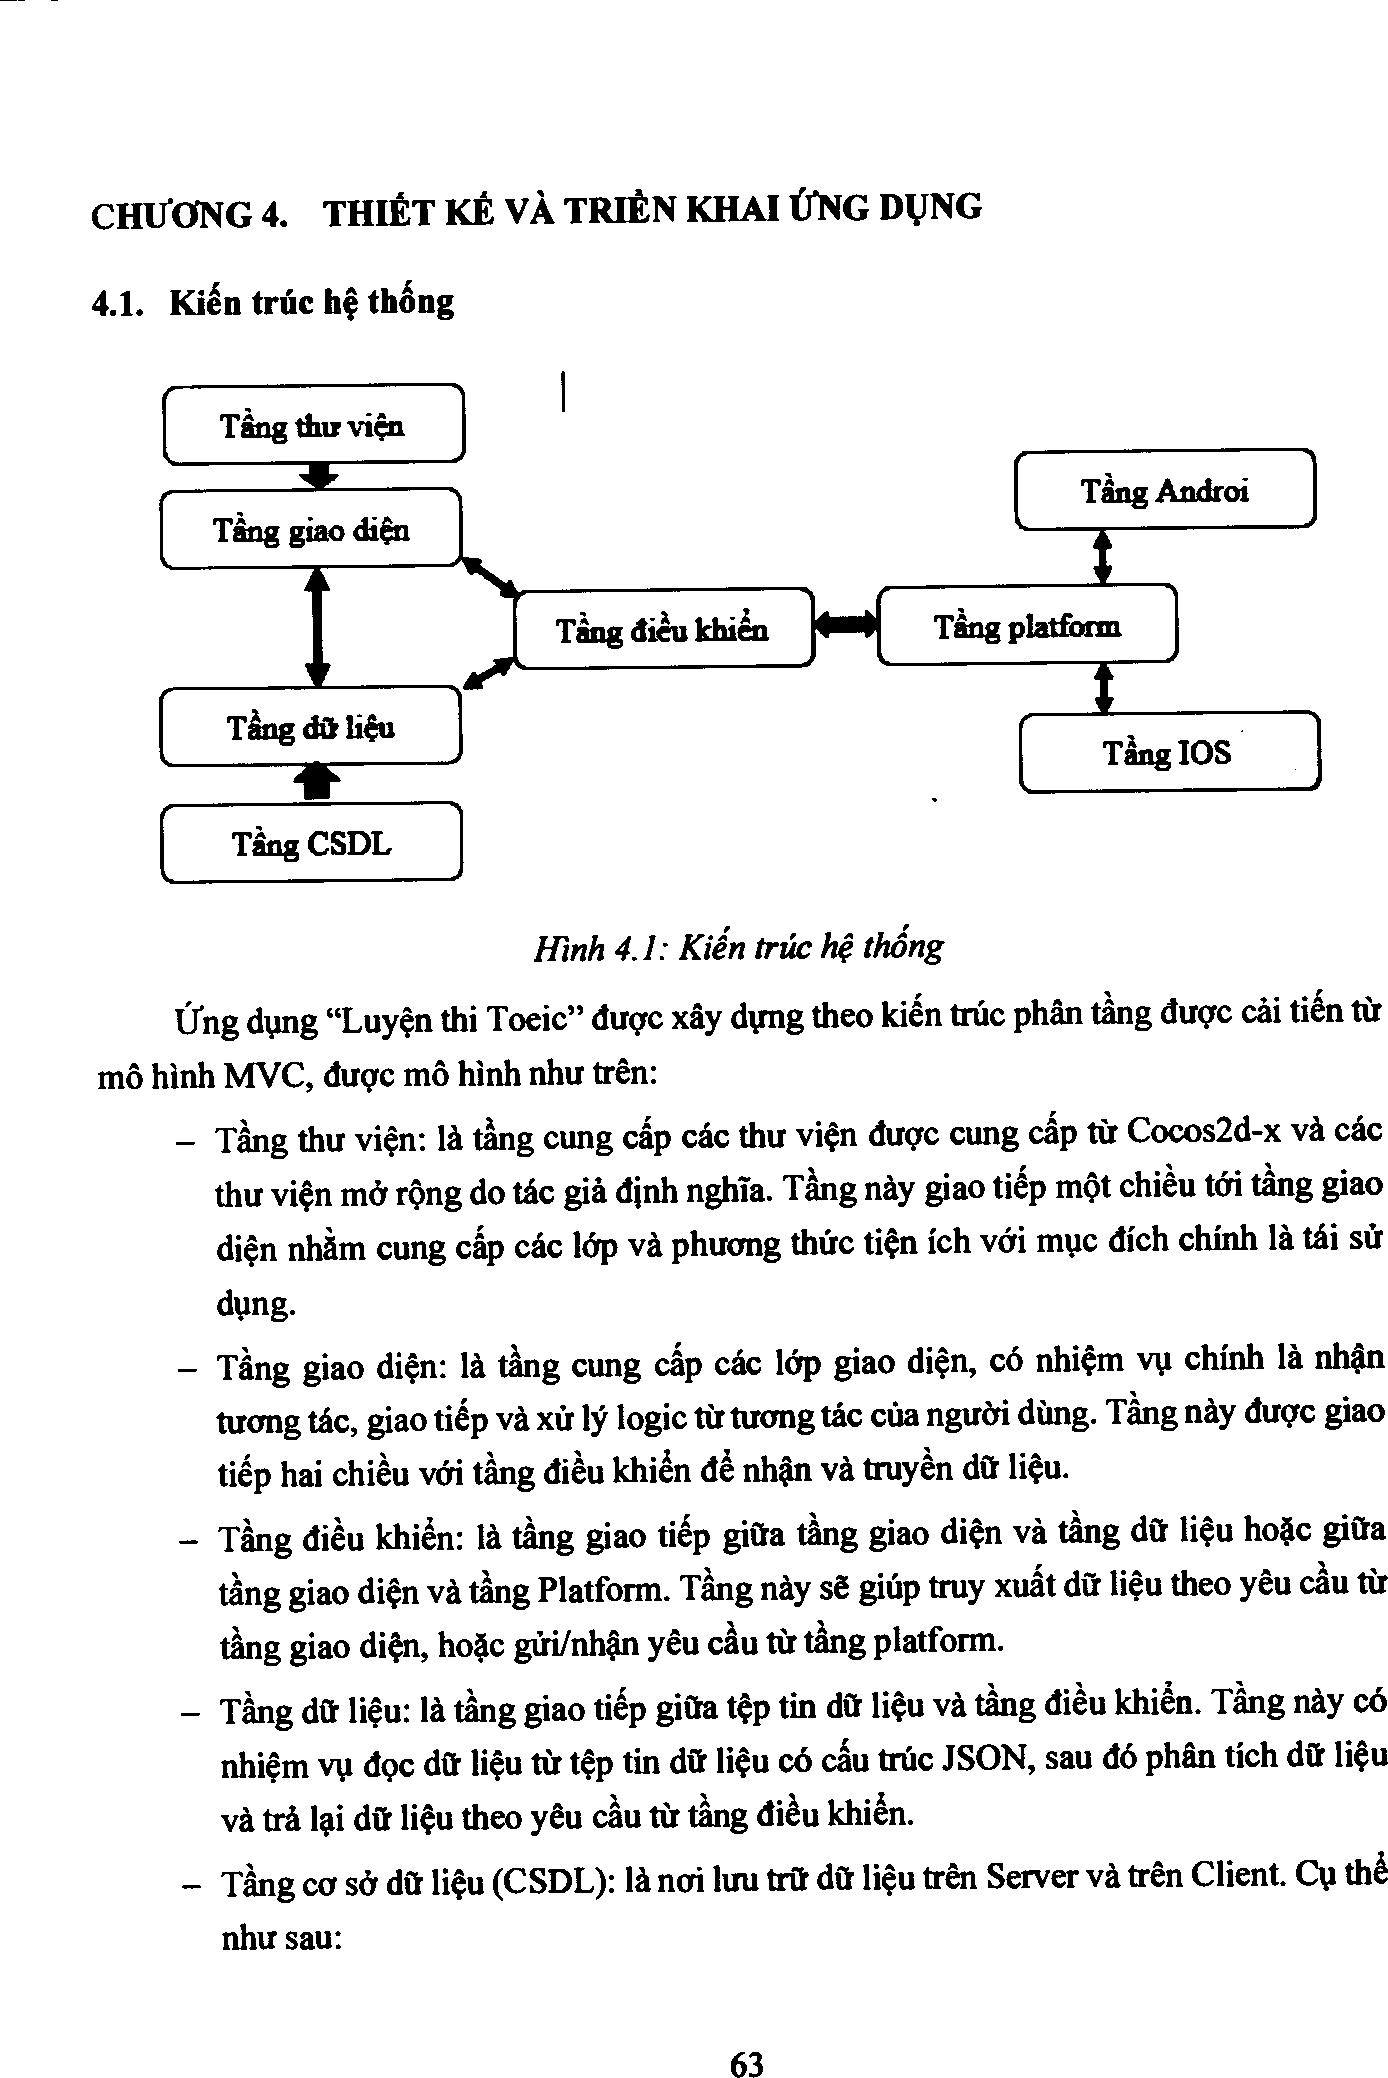 CHƯƠNG 4. THIẾT KẾ VÀ TRIỂN KHAI ỨNG DỤNG
4.1. Kiến trúc hệ thống
Tầng thư viện
Tầng giao diện
Tầng điều khiển
Tầng dữ liệu
Tầng CSDL
Tầng Androi
Tầng platform
Tầng IOS
Hình 4.1: Kiến trúc hệ thống
Ứng dụng “Luyện thi Toeic” được xây dựng theo kiến trúc phân tầng được cải tiến từ
mô hình MVC, được mô hình như trên:
– Tầng thư viện: là tầng cung cấp các thư viện được cung cấp từ Cocos2d-x và các
thư viện mở rộng do tác giả định nghĩa. Tầng này giao tiếp một chiều tới tầng giao
diện nhằm cung cấp các lớp và phương thức tiện ích với mục đích chính là tái sử
dụng.
– Tầng giao diện: là tầng cung cấp các lớp giao diện, có nhiệm vụ chính là nhận
tương tác, giao tiếp và xử lý logic từ tương tác của người dùng. Tầng này được giao
tiếp hai chiều với tầng điều khiển để nhận và truyền dữ liệu.
– Tầng điều khiển: là tầng giao tiếp giữa tầng giao diện và tầng dữ liệu hoặc giữa
tầng giao diện và tầng Platform. Tầng này sẽ giúp truy xuất dữ liệu theo yêu cầu từ
tầng giao diện, hoặc gửi/nhận yêu cầu từ tầng platform.
– Tầng dữ liệu: là tầng giao tiếp giữa tệp tin dữ liệu và tầng điều khiển. Tầng này có
nhiệm vụ đọc dữ liệu từ tệp tin dữ liệu có cấu trúc JSON, sau đó phân tích dữ liệu
và trả lại dữ liệu theo yêu cầu từ tầng điều khiển.
– Tầng cơ sở dữ liệu (CSDL): là nơi lưu trữ dữ liệu trên Server và trên Client. Cụ thể
như sau:
63